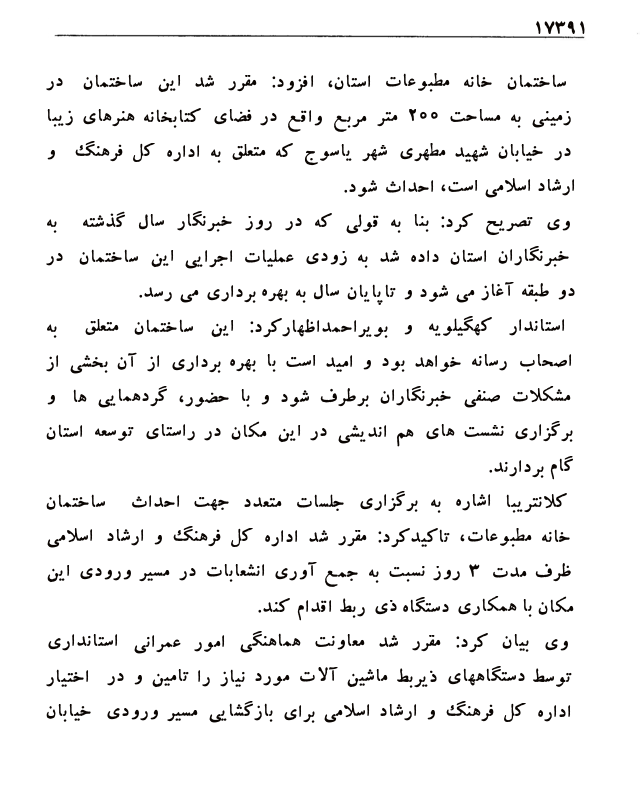 ۱۷۳۹۱
ساختمان خانه مطبوعات استان، افزود: مقرر شد این ساختمان در
زمینی به مساحت ۲۰۰ متر مربع واقع در فضای کتابخانه هنرهای زیبا
در خیابان شهید مطهری شهر یاسوج که متعلق به اداره کل فرهنگ و
ارشاد اسلامی است، احداث شود.
وی تصریح کرد: بنا به قولی که در روز خبرنگار سال گذشته به
خبرنگاران استان داده شد به زودی عملیات اجرایی این ساختمان در
دو طبقه آغاز می شود و تاپایان سال به بهره برداری می رسد.
استاندار کهگیلویه و بویراحمداظهارکرد: این ساختمان متعلق به
اصحاب رسانه خواهد بود و امید است با بهره برداری از آن بخشی از
مشکلات صنفی خبرنگاران برطرف شود و با حضور، گردهمایی ها و
برگزاری نشست های هم اندیشی در این مکان در راستای توسعه استان
گام بردارند.
کلانتریبا اشاره به برگزاری جلسات متعدد جهت احداث ساختمان
خانه مطبوعات، تاکیدکرد: مقرر شد اداره کل فرهنگ و ارشاد اسلامی
ظرف مدت ۳ روز نسبت به جمع آوری انشعابات در مسیر ورودی این
مکان با همکاری دستگاه ذی ربط اقدام کند.
وی بیان کرد: مقرر شد معاونت هماهنگی امور عمرانی استانداری
توسط دستگاههای ذیربط ماشین آلات مورد نیاز را تامین و در اختیار
اداره کل فرهنگ و ارشاد اسلامی برای بازگشایی مسیر ورودی خیابان